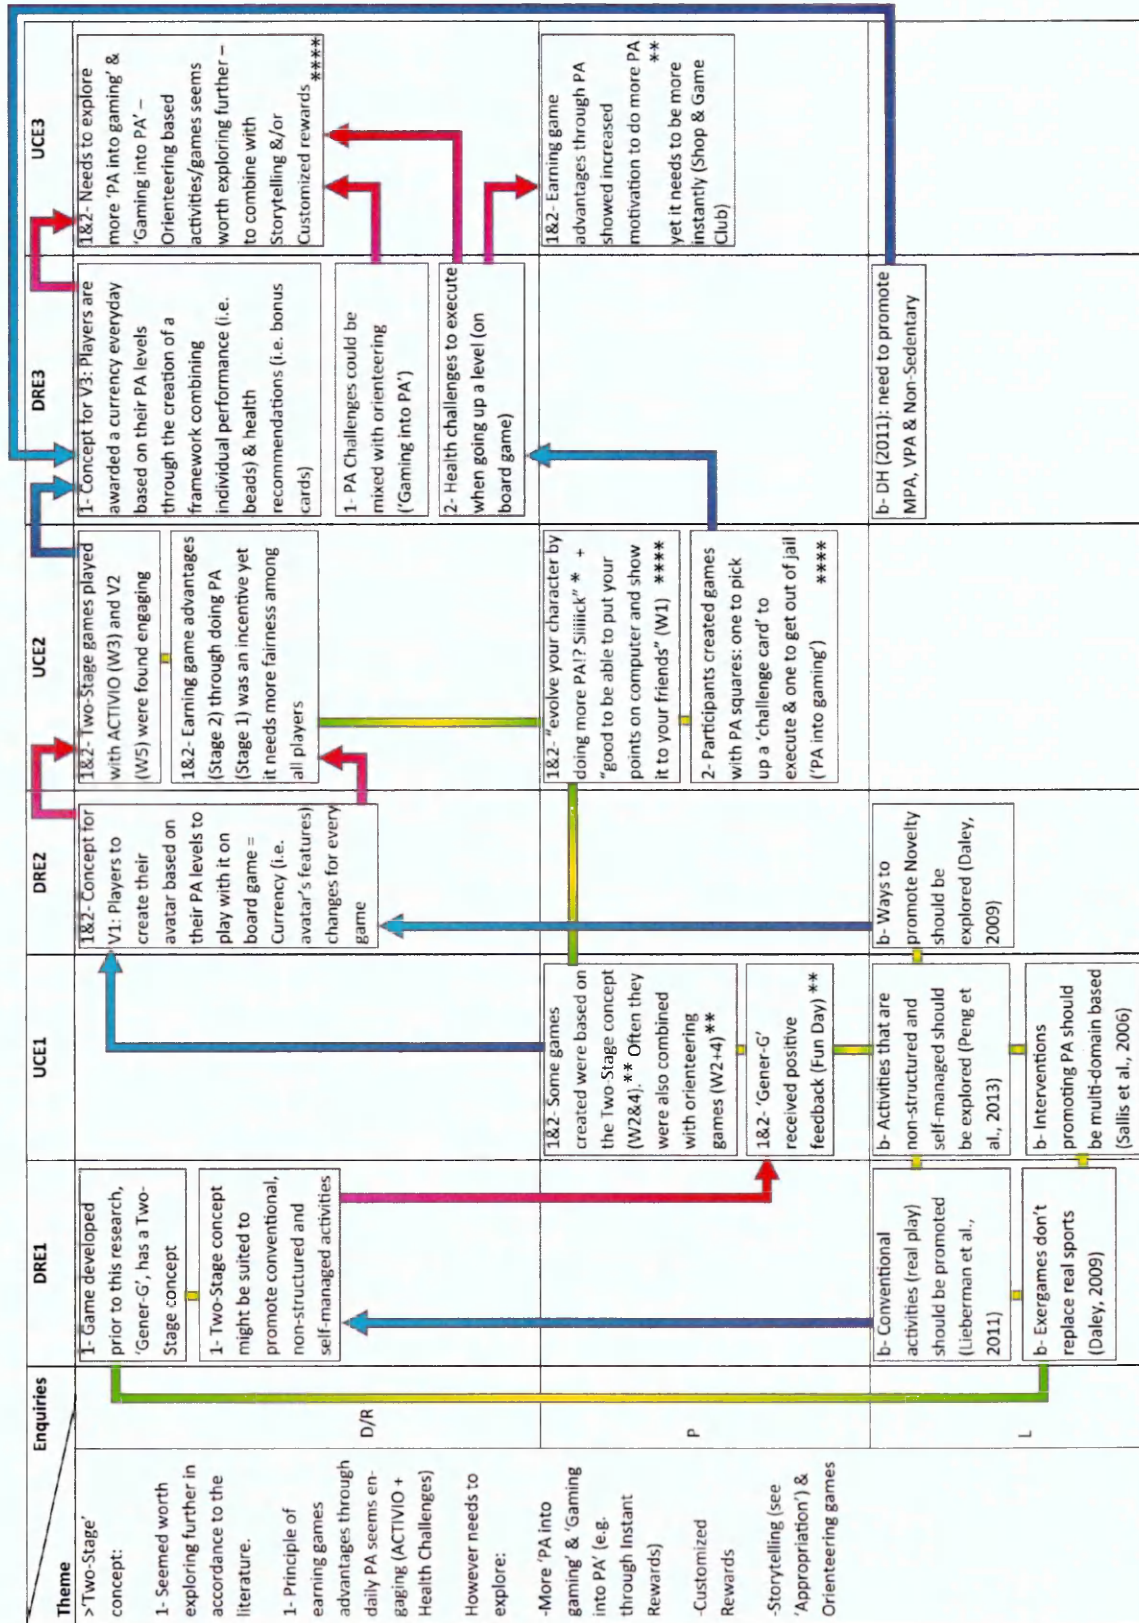 Theme
Enquiries
DRE1
UCE1
DRE2
UCE2
DRE3
UCE3
>Two-Stage'
concept:
1- Seemed worth
exploring further in
accordance to the
literature.
1- Principle of
earning games
advantages through
daily PA seems en-
gaging (ACTIVIO +
Health Challenges)
However needs to
explore:
-More 'PA into
gaming' & 'Gaming
into PA' (e.g.
through Instant
Rewards)
-Customized
Rewards
-Storytelling (see
'Appropriation') &
Orienteering games
D/R
1- Game developed
prior to this research,
'Gener-G', has a Two-
Stage concept
1- Two-Stage concept
might be suited to
promote conventional,
non-structured and
self-managed activities
1&2- Concept for
V1: Players to
create their
avatar based on
their PA levels to
play with it on
board game =
Currency (i.e.
avatar's features)
changes for every
game
1&2- Two-Stage games played
with ACTIVIO (W3) and V2
(W5) were found engaging
1&2- Earning game advantages
(Stage 2) through doing PA
(Stage 1) was an incentive yet
it needs more fairness among
all players
1- Concept for V3: Players are
awarded a currency everyday
based on their PA levels
through the creation of a
framework combining
individual performance (i.e.
beads) & health
recommendations (i.e. bonus
cards)
1- PA Challenges could be
mixed with orienteering
('Gaming into PA')
2- Health challenges to execute
when going up a level (on
board game)
1&2- Needs to explore
more 'PA into gaming' &
'Gaming into PA' –
Orienteering based
activities/games seems
worth exploring further –
to combine with
Storytelling &/or
Customized rewards ****
P
1&2- Some games
created were based on
the Two-Stage concept
(W2&4). ** Often they
were also combined
with orienteering
games (W2+4) **
1&2- 'Gener-G'
received positive
feedback (Fun Day) **
1&2- "evolve your character by
doing more PA!? Siiiiick" * +
"good to be able to put your
points on computer and show
it to your friends" (W1) ****
2- Participants created games
with PA squares: one to pick
up a 'challenge card' to
execute & one to get out of jail
('PA into gaming') ****
1&2- Earning game
advantages through PA
showed increased
motivation to do more PA
**
yet it needs to be more
instantly (Shop & Game
Club)
L
b- Conventional
activities (real play)
should be promoted
(Lieberman et al.,
2011)
b- Exergames don't
replace real sports
(Daley, 2009)
b- Activities that are
non-structured and
self-managed should
be explored (Peng et
al., 2013)
b- Interventions
promoting PA should
be multi-domain based
(Sallis et al., 2006)
b- Ways to
promote Novelty
should be
explored (Daley,
2009)
b- DH (2011): need to promote
MPA, VPA & Non-Sedentary